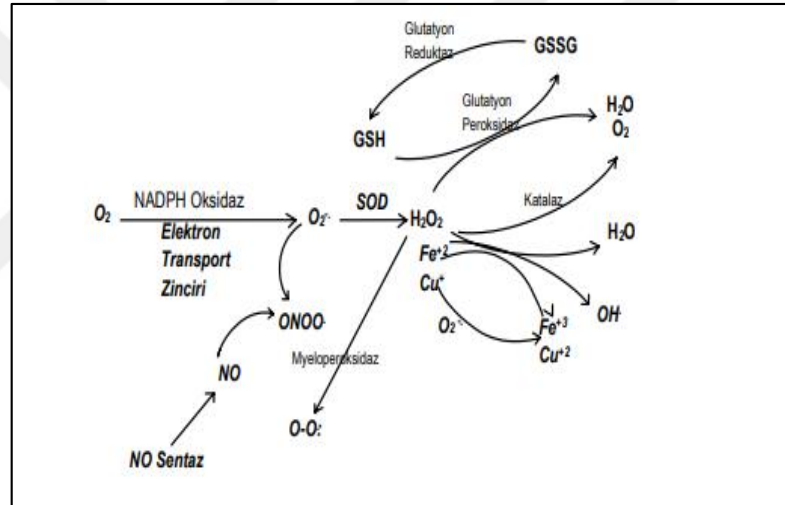 Glutatyon
Reduktaz
GSSG
GSH
Glutatyon
Peroksidaz
H₂O
O₂
O₂
NADPH Oksidaz
Elektron
Transport
Zinciri
O₂⁻·
SOD
H₂O₂
Katalaz
H₂O
Fe⁺²
Cu⁺
O₂⁻·
Fe⁺³
Cu⁺²
OH·
ONOO·
NO
NO Sentaz
Myeloperoksidaz
O-O: